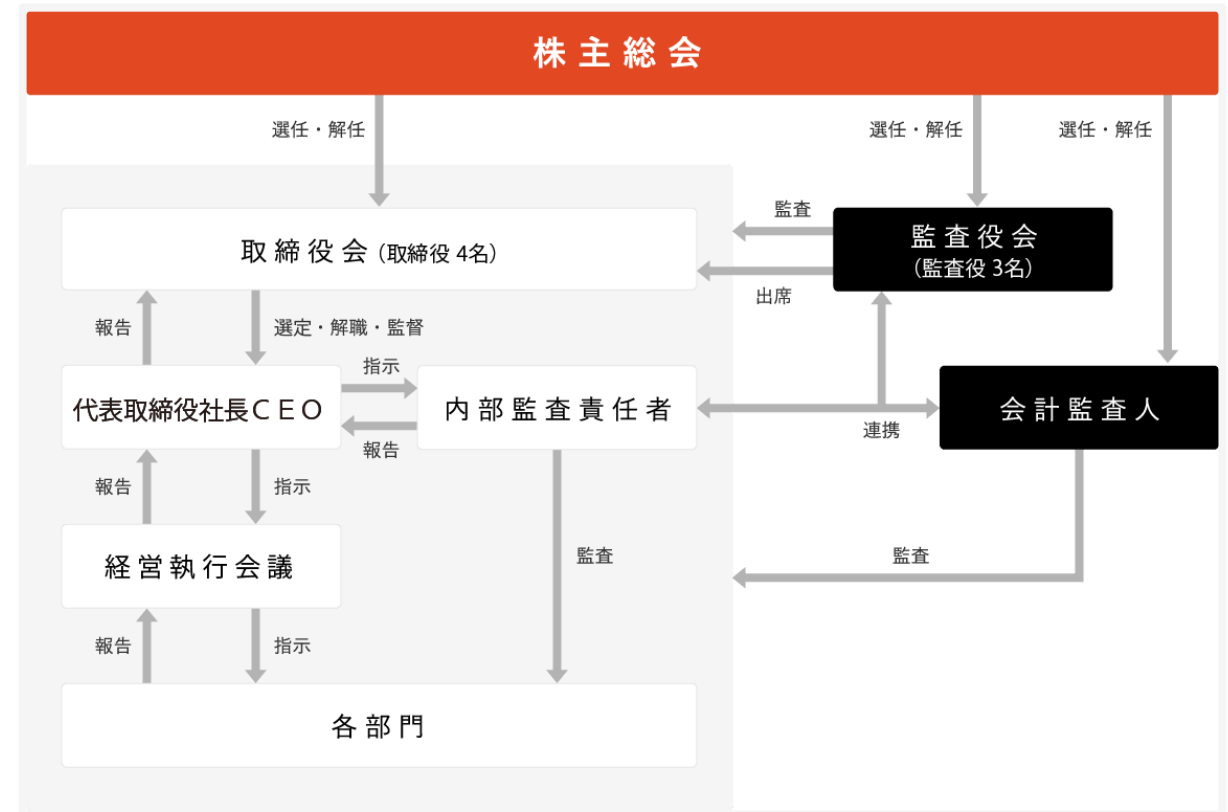 株主総会
選任・解任
選任・解任
選任・解任
取締役会（取締役 4名）
監査
監査役会
（監査役 3名）
出席
報告
選定・解職・監督
指示
代表取締役社長ＣＥＯ
内部監査責任者
会計監査人
連携
報告
報告
指示
経営執行会議
監査
監査
報告
指示
各部門